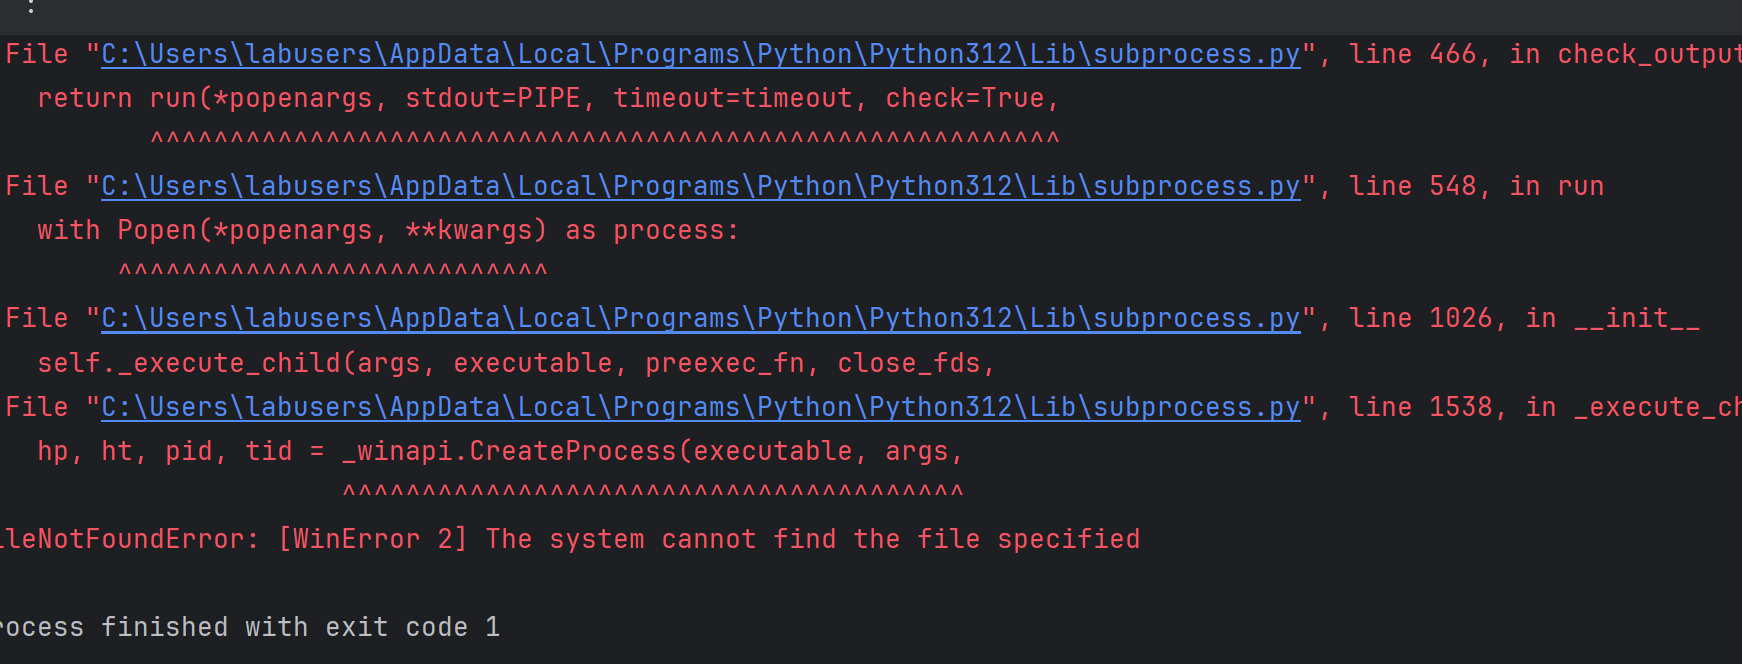 File "C:\Users\labusers\AppData\Local\Programs\Python\Python312\Lib\subprocess.py", line 466, in check_output
return run(*popenargs, stdout=PIPE, timeout=timeout, check=True,
^^^^^^^^^^^^^^^^^^^^^^^^^^^^^^^^^^^^^^^^^^^^^^^^^^^^^^^^^
File "C:\Users\labusers\AppData\Local\Programs\Python\Python312\Lib\subprocess.py", line 548, in run
with Popen(*popenargs, **kwargs) as process:
^^^^^^^^^^^^^^^^^^^^^^^^^^^
File "C:\Users\labusers\AppData\Local\Programs\Python\Python312\Lib\subprocess.py", line 1026, in __init__
self._execute_child(args, executable, preexec_fn, close_fds,
File "C:\Users\labusers\AppData\Local\Programs\Python\Python312\Lib\subprocess.py", line 1538, in _execute_ch
hp, ht, pid, tid = _winapi.CreateProcess(executable, args,
^^^^^^^^^^^^^^^^^^^^^^^^^^^^^^^^^^^^^^^
ileNotFoundError: [WinError 2] The system cannot find the file specified
rocess finished with exit code 1